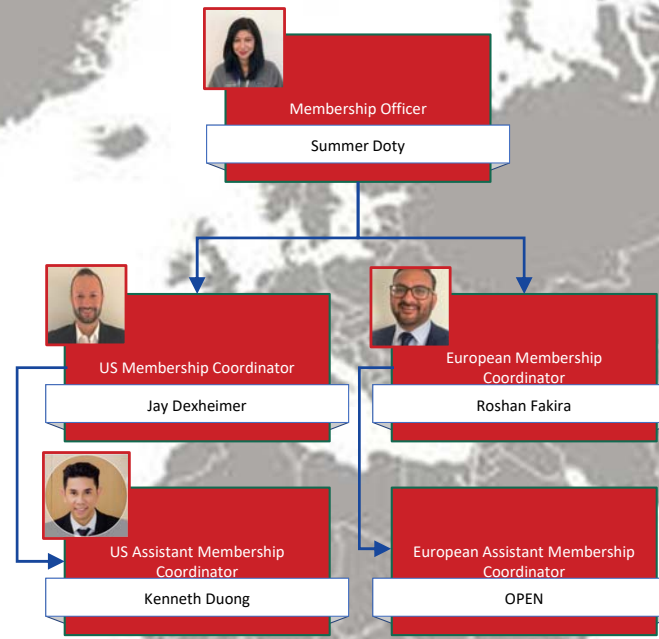 Membership Officer
Summer Doty
US Membership Coordinator
Jay Dexheimer
European Membership
Coordinator
Roshan Fakira
US Assistant Membership
Coordinator
Kenneth Duong
European Assistant Membership
Coordinator
OPEN